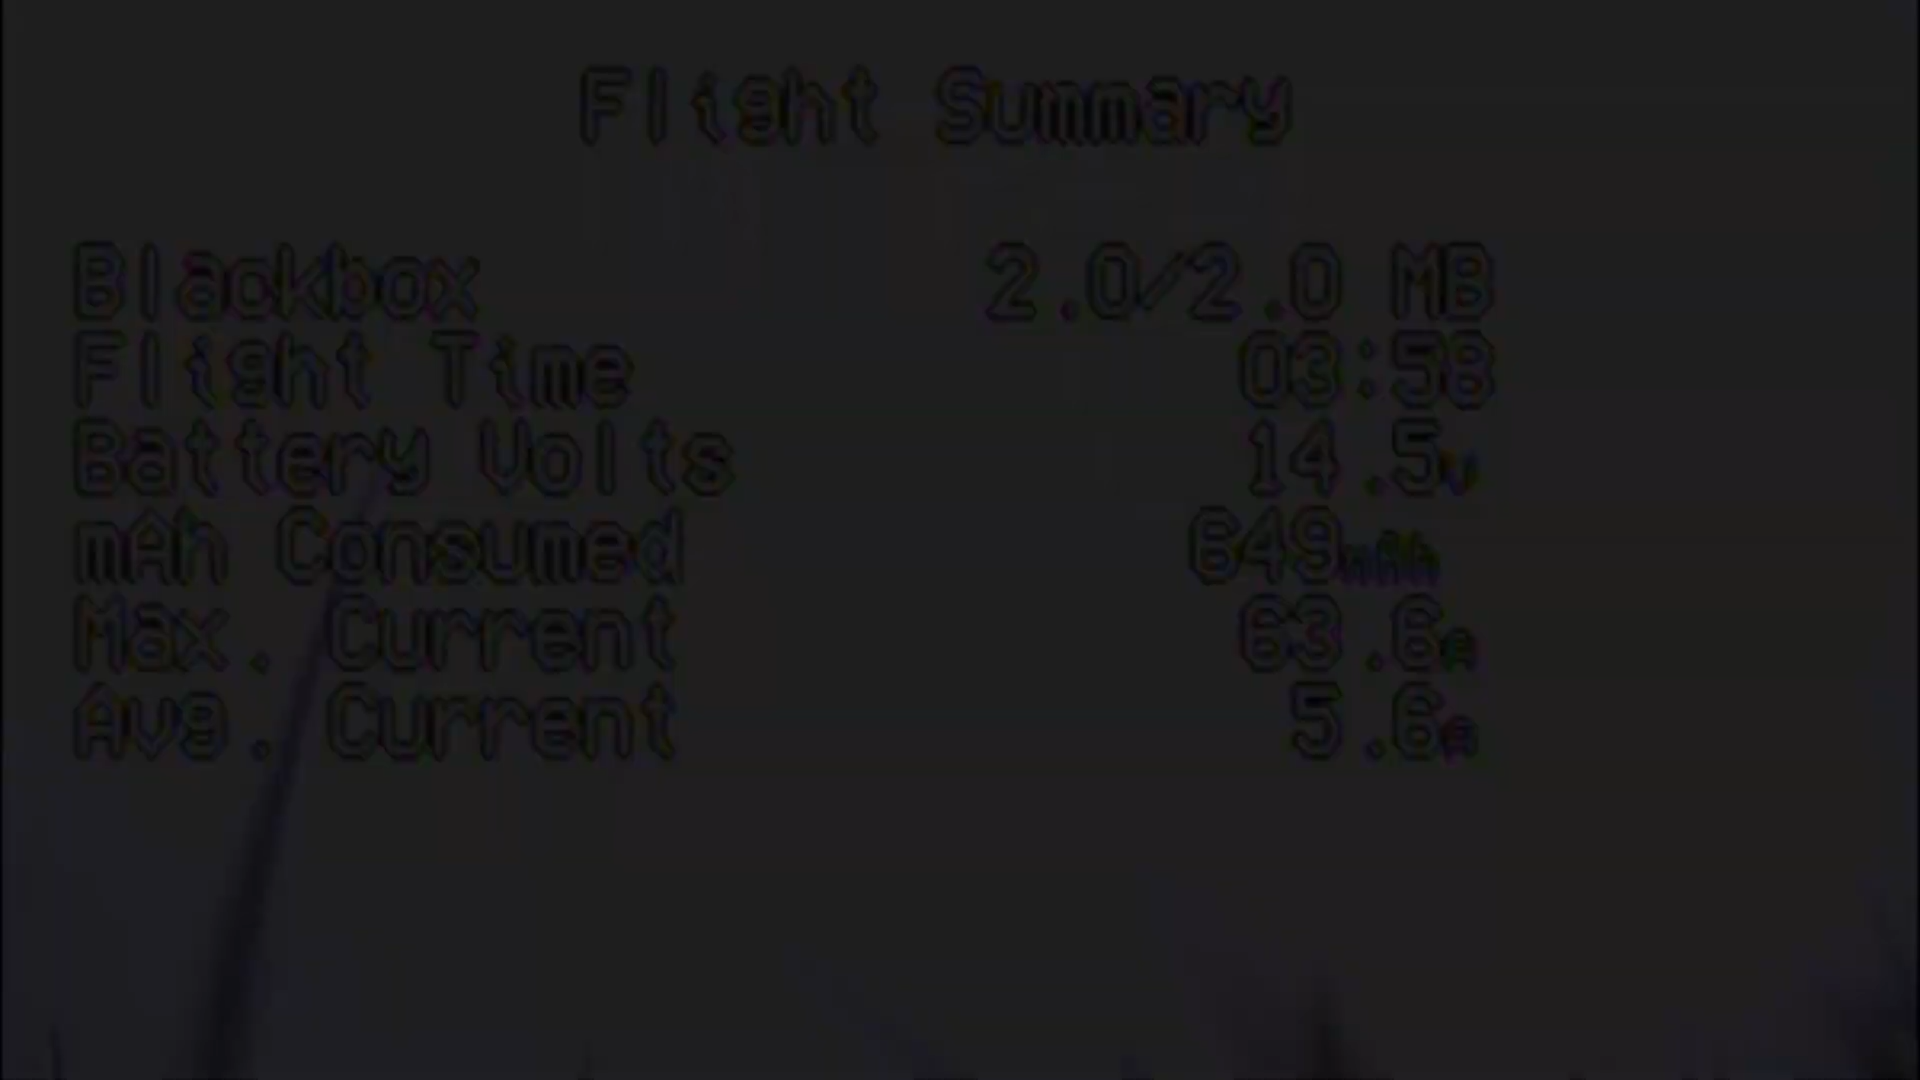 Flight Summary
Blackbox 2.0/2.0 MB
Flight Time 03:58
Battery Volts 14.5v
mAh Consumed 649mAh
Max. Current 63.6A
Avg. Current 5.6A